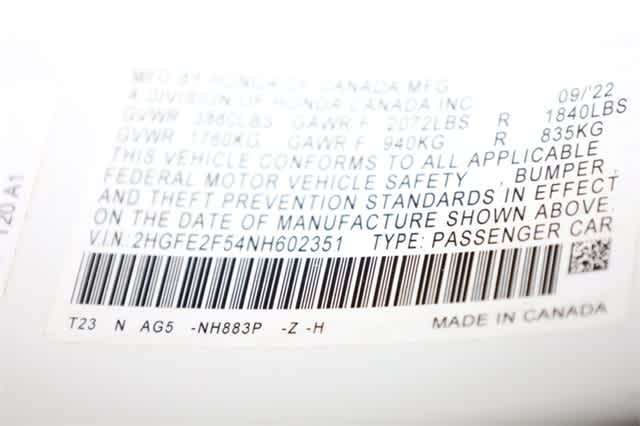 MFD BY HONDA OF CANADA MFG.
A DIVISION OF HONDA CANADA INC 09/'22
GVWR 3880LBS GAWR F 2072LBS R 1840LBS
GVWR 1760KG GAWR F 940KG R 835KG
THIS VEHICLE CONFORMS TO ALL APPLICABLE
FEDERAL MOTOR VEHICLE SAFETY , BUMPER ,
AND THEFT PREVENTION STANDARDS IN EFFECT
ON THE DATE OF MANUFACTURE SHOWN ABOVE.
V.I.N.:2HGFE2F54NH602351 TYPE: PASSENGER CAR
T23 N AG5 -NH883P -Z -H MADE IN CANADA